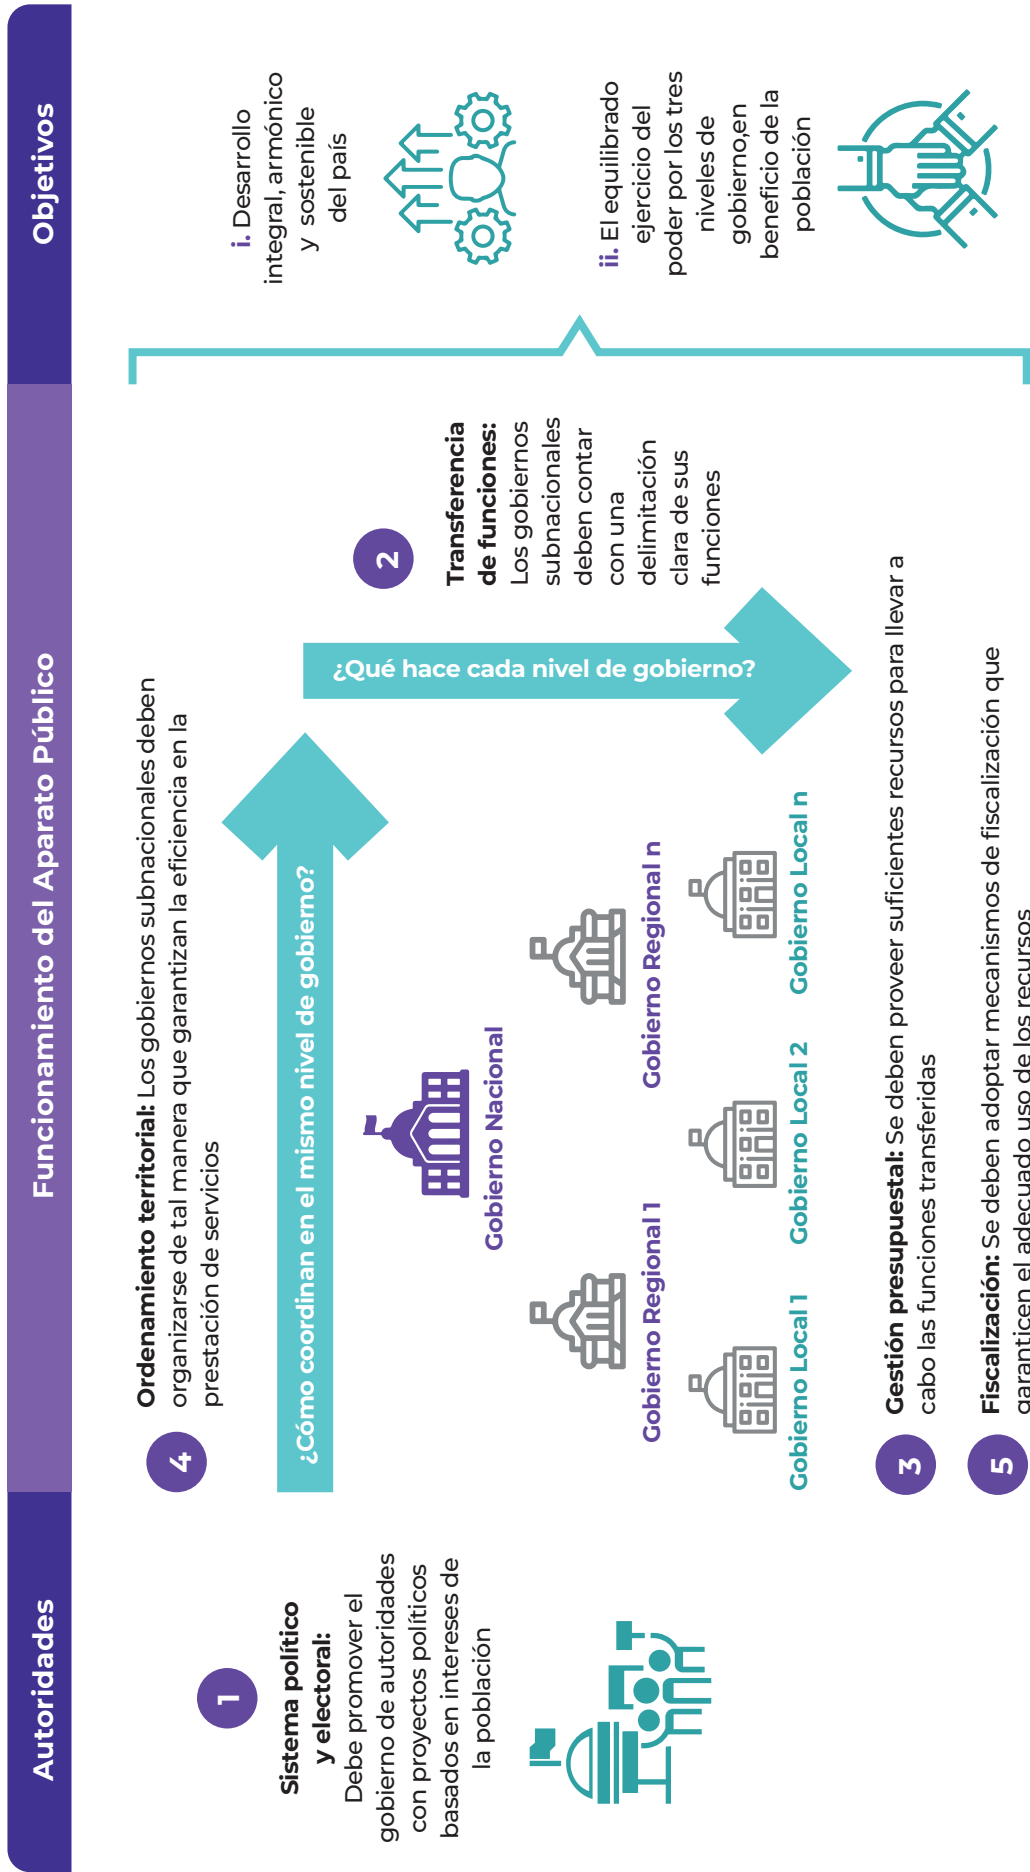 Autoridades
Funcionamiento del Aparato Público
Objetivos
1
Sistema político
y electoral:
Debe promover el
gobierno de autoridades
con proyectos políticos
basados en intereses de
la población
4
Ordenamiento territorial: Los gobiernos subnacionales deben
organizarse de tal manera que garantizan la eficiencia en la
prestación de servicios
¿Cómo coordinan en el mismo nivel de gobierno?
Gobierno Nacional
Gobierno Regional 1
Gobierno Regional n
Gobierno Local 1
Gobierno Local 2
Gobierno Local n
¿Qué hace cada nivel de gobierno?
2
Transferencia
de funciones:
Los gobiernos
subnacionales
deben contar
con una
delimitación
clara de sus
funciones
3
Gestión presupuestal: Se deben proveer suficientes recursos para llevar a
cabo las funciones transferidas
5
Fiscalización: Se deben adoptar mecanismos de fiscalización que
garanticen el adecuado uso de los recursos
i. Desarrollo
integral, armónico
y sostenible
del país
ii. El equilibrado
ejercicio del
poder por los tres
niveles de
gobierno,en
beneficio de la
población